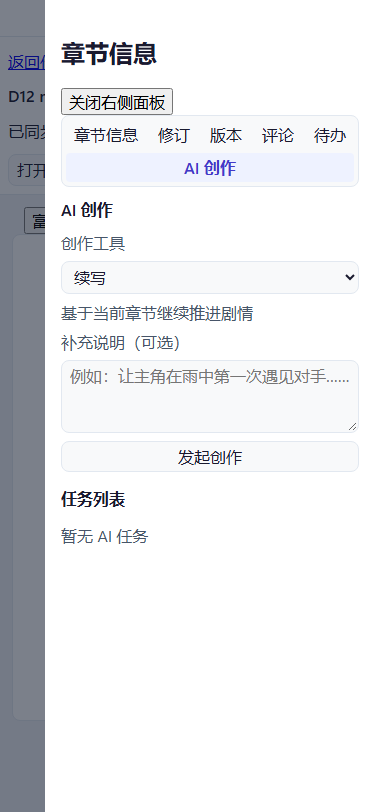 章节信息
返回
关闭右侧面板
D12
章节信息 修订 版本 评论 待办
已同步
AI 创作
打开
AI 创作
富
创作工具
续写
基于当前章节继续推进剧情
补充说明（可选）
例如：让主角在雨中第一次遇见对手……
发起创作
任务列表
暂无 AI 任务